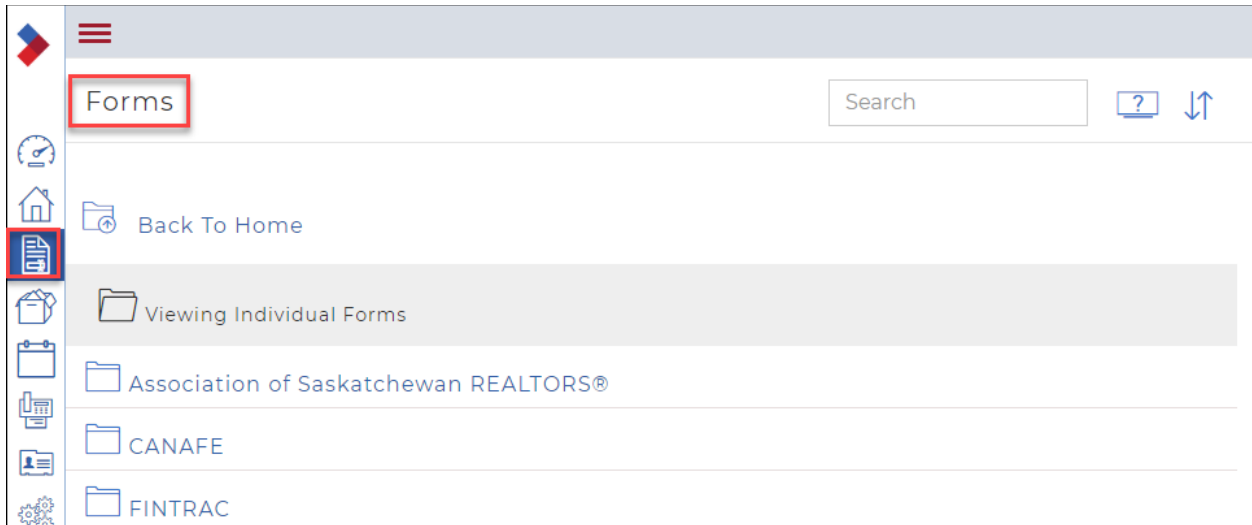 Forms
Search
?
Back To Home
Viewing Individual Forms
Association of Saskatchewan REALTORS®
CANAFE
FINTRAC